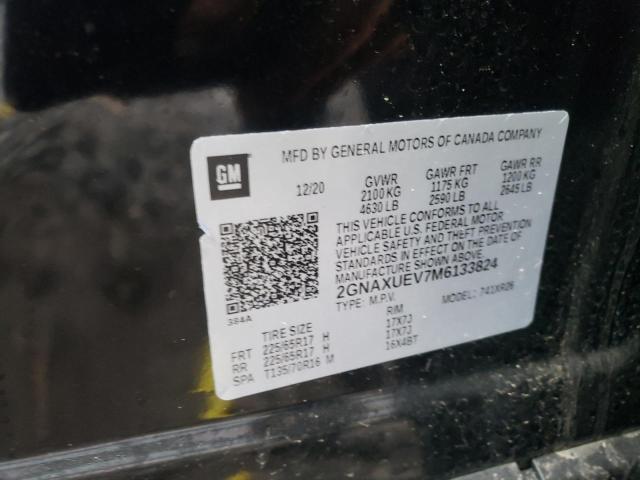 GM
MFD BY GENERAL MOTORS OF CANADA COMPANY
12/20
GVWR
2100 KG
4630 LB
GAWR FRT
1175 KG
2590 LB
GAWR RR
1200 KG
2645 LB
THIS VEHICLE CONFORMS TO ALL
APPLICABLE U.S. FEDERAL MOTOR
VEHICLE SAFETY AND THEFT PREVENTION
STANDARDS IN EFFECT ON THE DATE OF
MANUFACTURE SHOWN ABOVE.
2GNAXUEV7M6133824
TYPE: M.P.V. MODEL: 741XR26
384A
TIRE SIZE RIM
FRT 225/65R17 H 17X7J
RR 225/65R17 H 17X7J
SPA T135/70R16 M 16X4BT